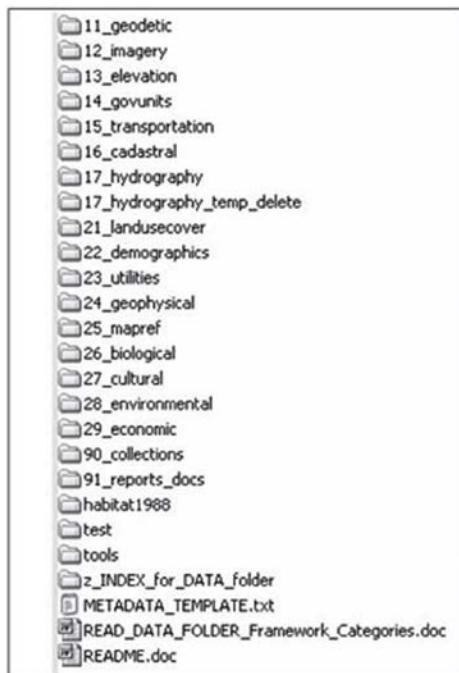 11_geodetic
12_imagery
13_elevation
14_govunits
15_transportation
16_cadastral
17_hydrography
17_hydrography_temp_delete
21_landusecover
22_demographics
23_utilities
24_geophysical
25_mapref
26_biological
27_cultural
28_environmental
29_economic
90_collections
91_reports_docs
habitat1988
test
tools
z_INDEX_for_DATA_folder
METADATA_TEMPLATE.txt
READ_DATA_FOLDER_Framework_Categories.doc
README.doc